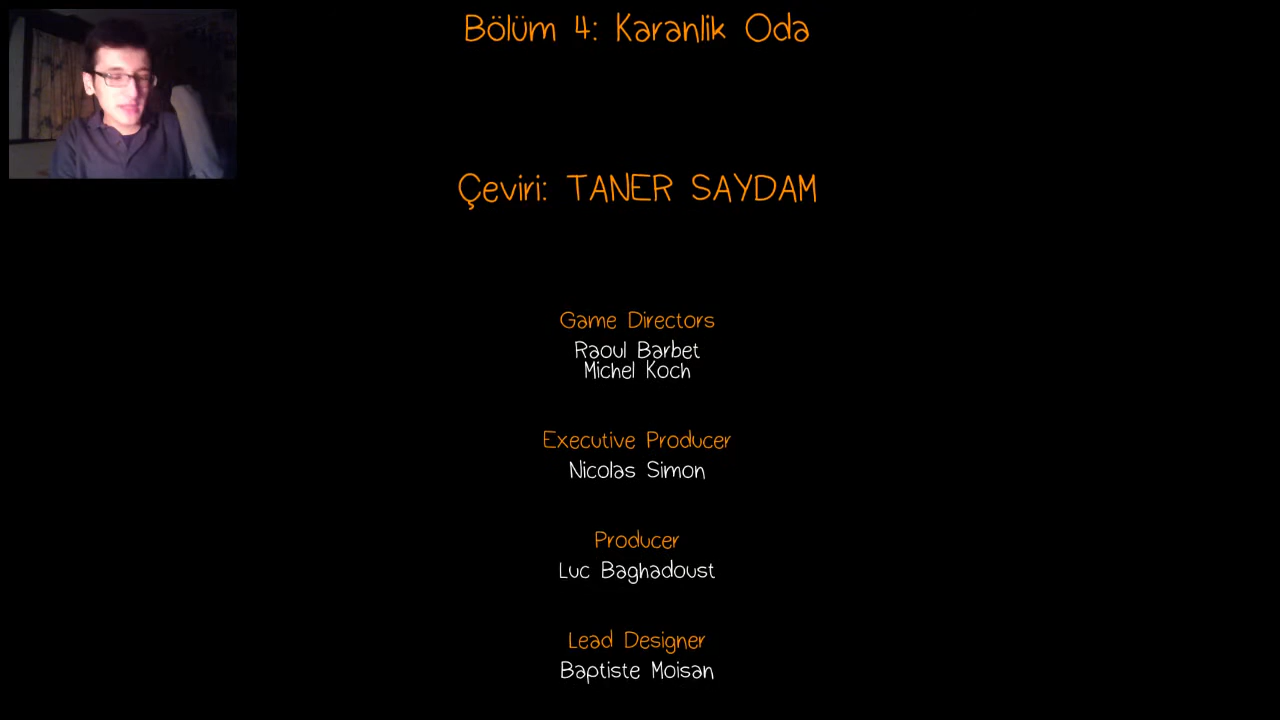 Bölüm 4: Karanlik Oda
Çeviri: TANER SAYDAM
Game Directors
Raoul Barbet
Michel Koch
Executive Producer
Nicolas Simon
Producer
Luc Baghadoust
Lead Designer
Baptiste Moisan